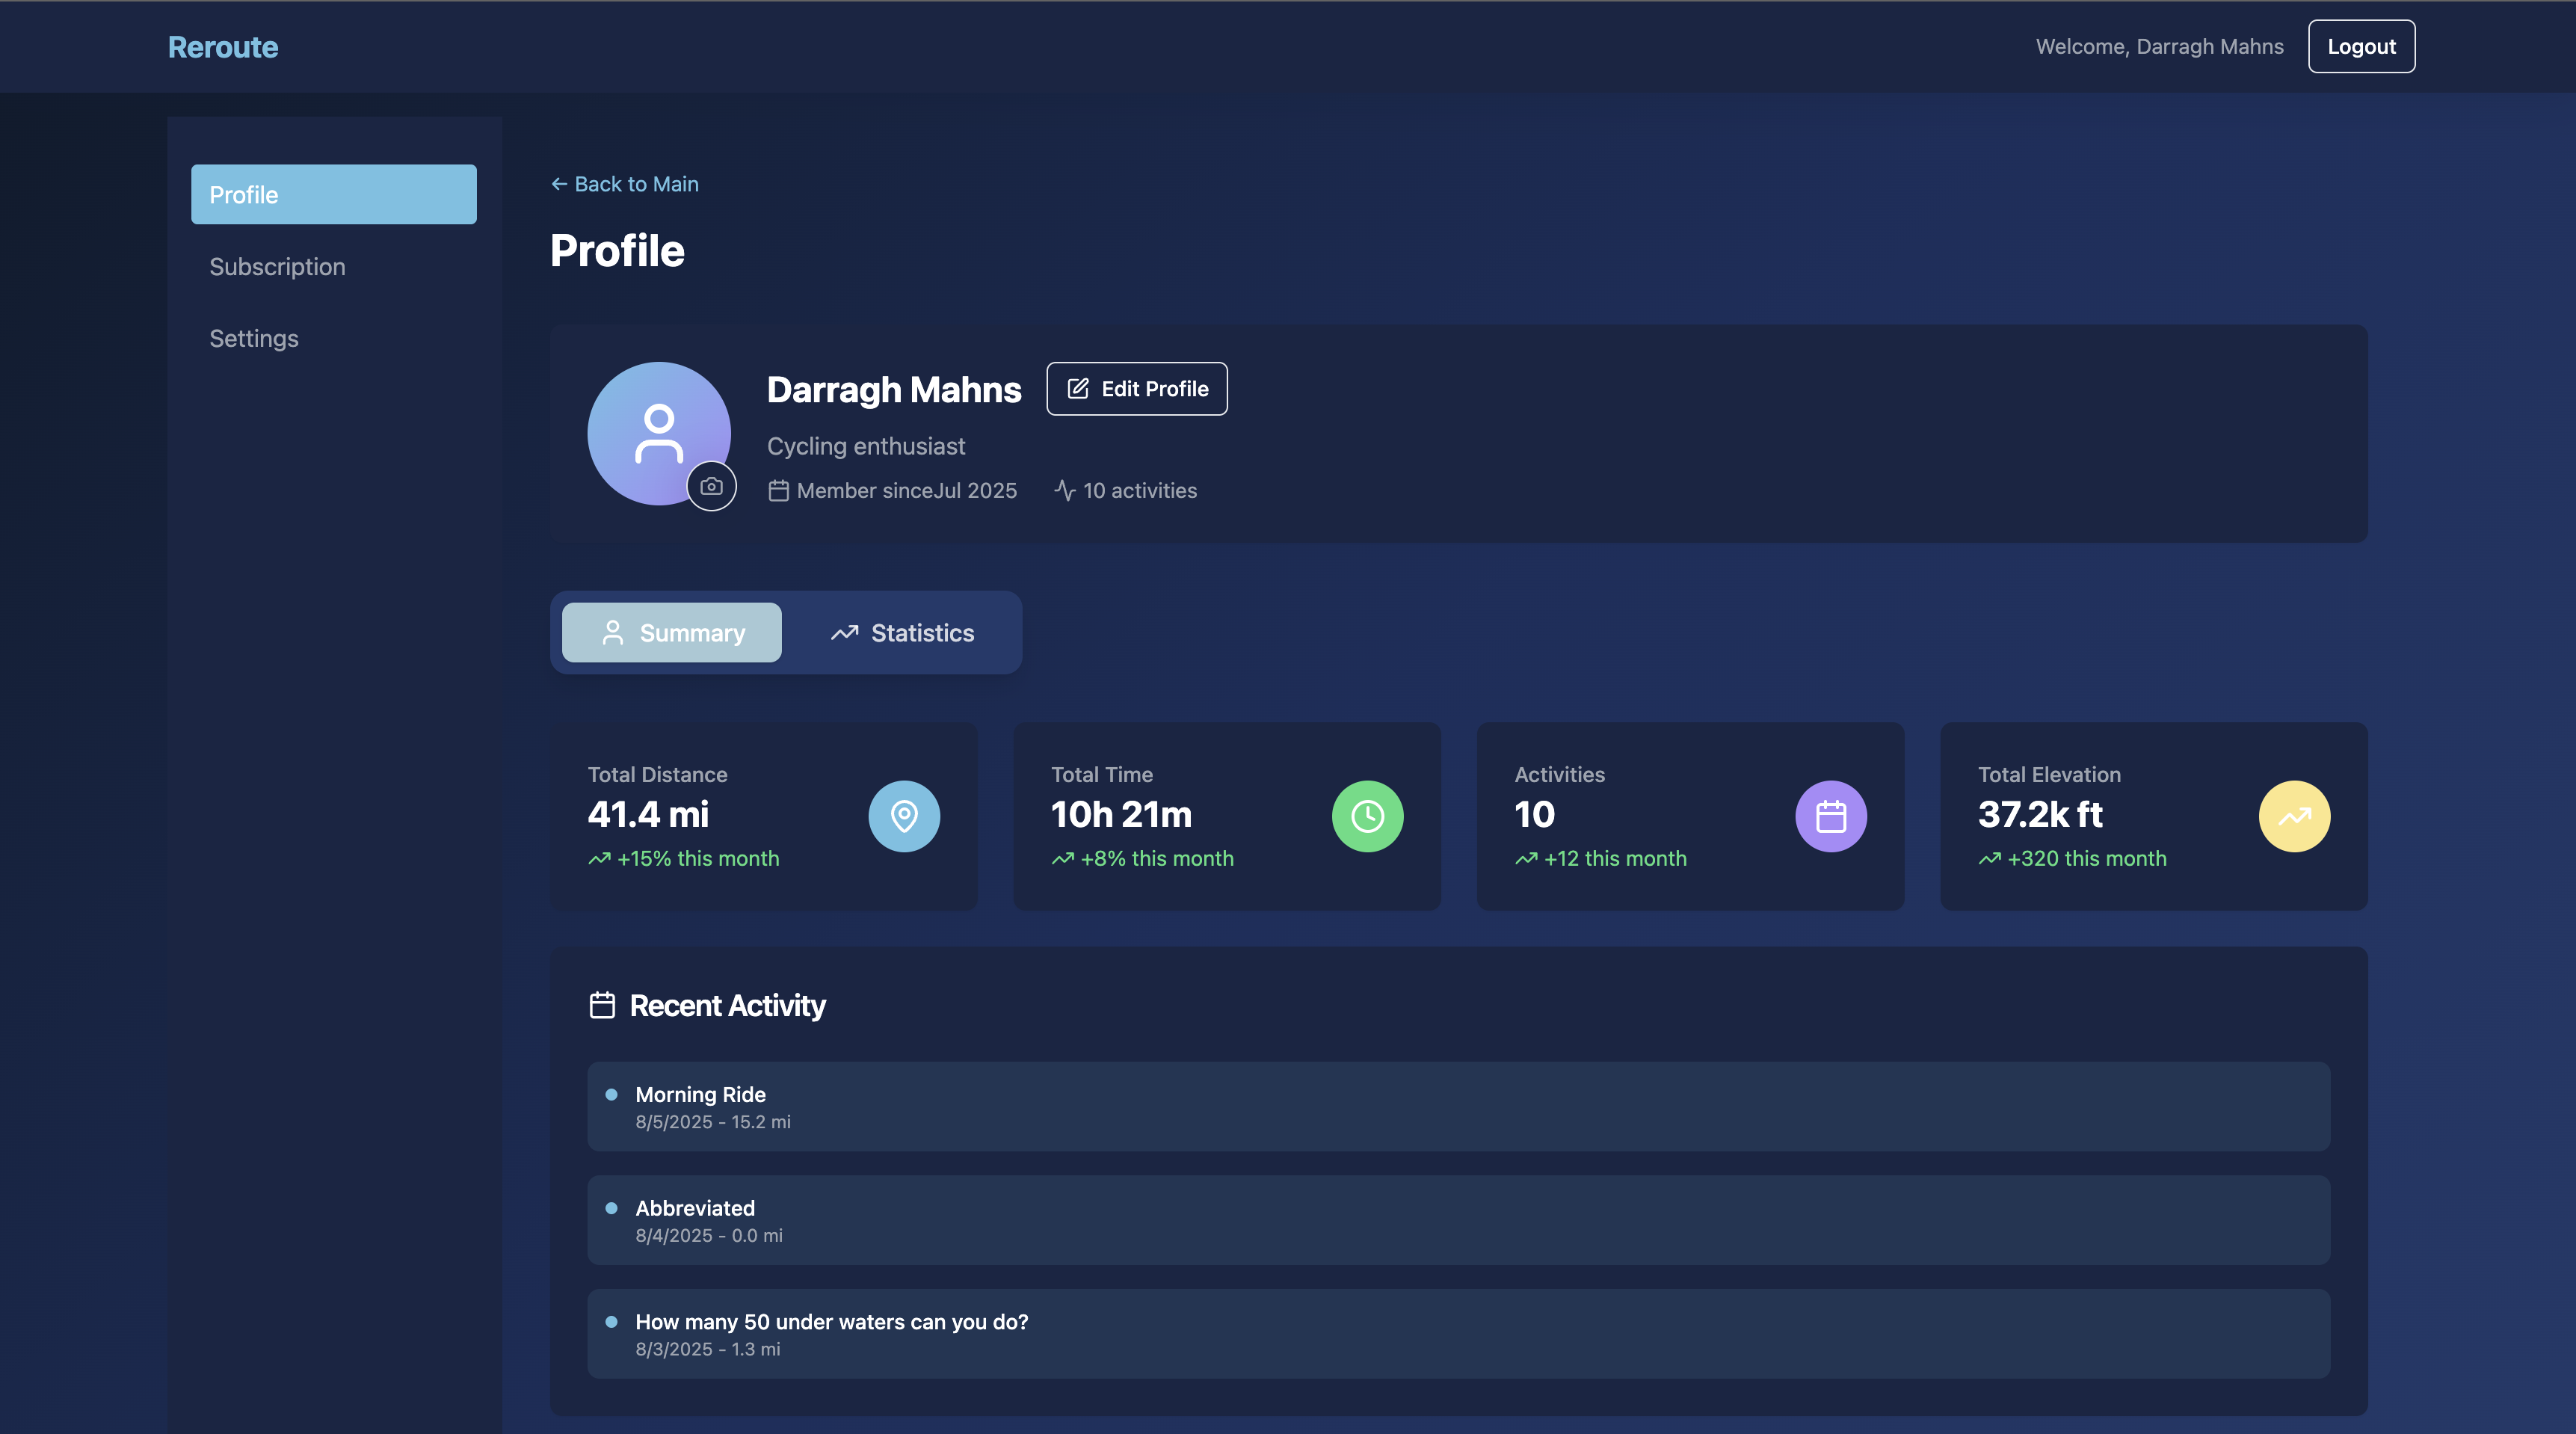 Reroute
Welcome, Darragh Mahns
Logout
Profile
Subscription
Settings
← Back to Main
Profile
Darragh Mahns
Edit Profile
Cycling enthusiast
Member sinceJul 2025
10 activities
Summary
Statistics
Total Distance
41.4 mi
+15% this month
Total Time
10h 21m
+8% this month
Activities
10
+12 this month
Total Elevation
37.2k ft
+320 this month
Recent Activity
Morning Ride
8/5/2025 - 15.2 mi
Abbreviated
8/4/2025 - 0.0 mi
How many 50 under waters can you do?
8/3/2025 - 1.3 mi